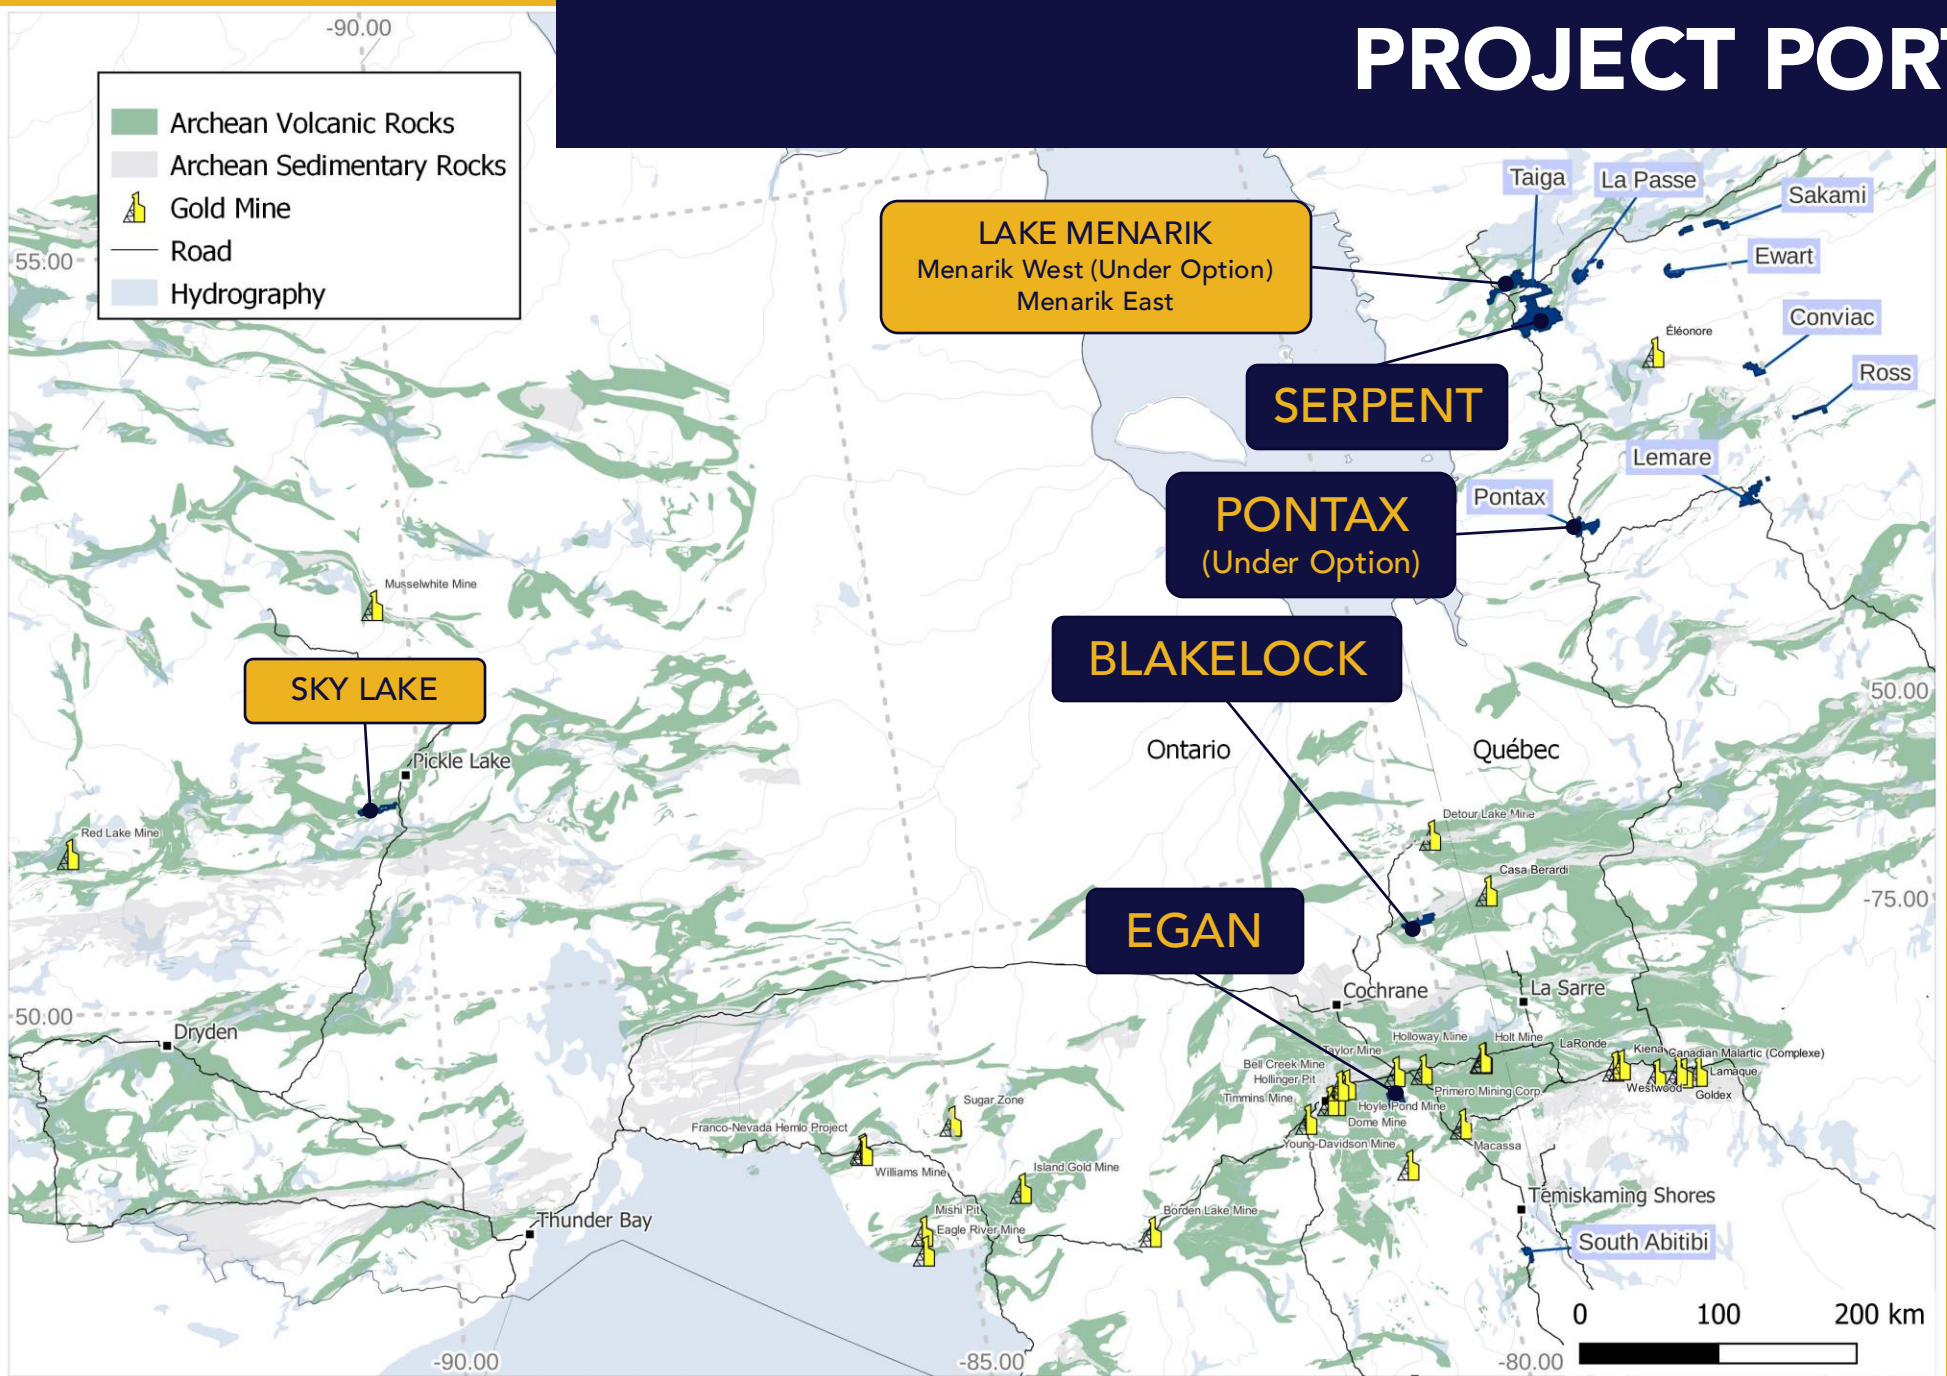 PROJECT POR
-90.00
Archean Volcanic Rocks
Archean Sedimentary Rocks
Gold Mine
Road
Hydrography
55.00
Taiga
La Passe
Sakami
LAKE MENARIK
Menarik West (Under Option)
Menarik East
Ewart
Conviac
Éléonore
Ross
SERPENT
Lemare
Pontax
PONTAX
(Under Option)
Musselwhite Mine
BLAKELOCK
SKY LAKE
50.00
Ontario
Québec
Pickle Lake
Detour Lake Mine
Red Lake Mine
Casa Berardi
-75.00
EGAN
Cochrane
La Sarre
50.00
Dryden
Holloway Mine
Holt Mine
LaRonde
Taylor Mine
Kiena
Canadian Malartic (Complexe)
Bell Creek Mine
Lamaque
Hollinger Pit
Westwood
Goldex
Timmins Mine
Primero Mining Corp.
Hoyle Pond Mine
Dome Mine
Sugar Zone
Franco-Nevada Hemlo Project
Young-Davidson Mine
Macassa
Williams Mine
Island Gold Mine
Témiskaming Shores
Mishi Pit
Borden Lake Mine
Thunder Bay
Eagle River Mine
South Abitibi
0 100 200 km
-90.00
-85.00
-80.00